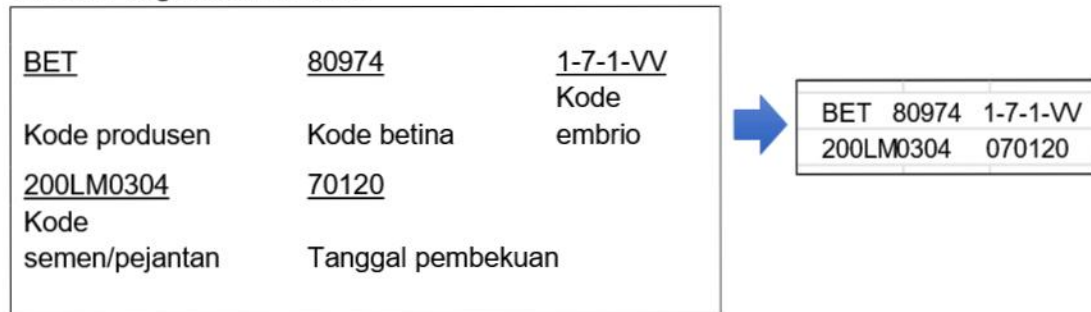 BET 80974 1-7-1-VV
Kode
Kode produsen Kode betina embrio
200LM0304 70120
Kode
semen/pejantan Tanggal pembekuan
BET 80974 1-7-1-VV
200LM0304 070120